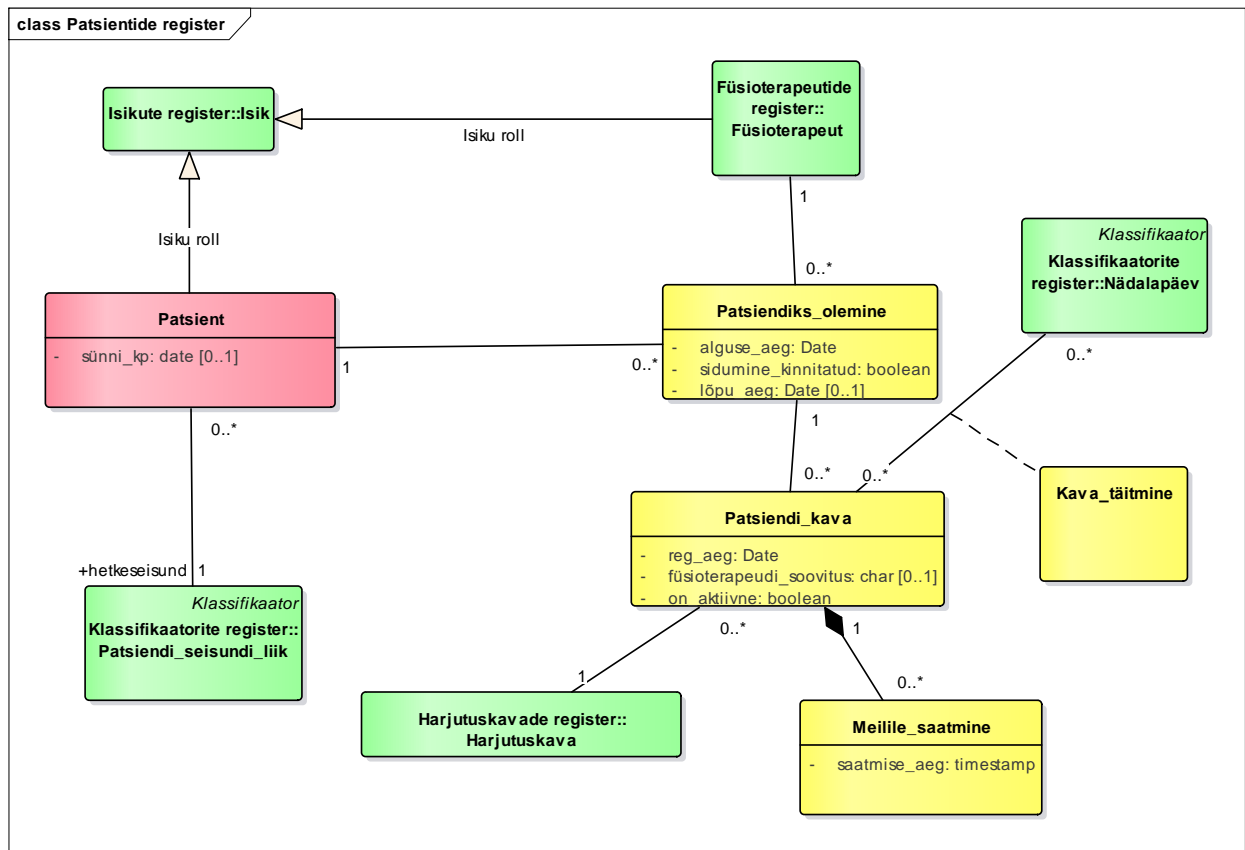 class Patsientide register
Isikute register::Isik
Füsioterapeutide
register::
Füsioterapeut
Isiku roll
Isiku roll
1
0..*
Klassifikaator
Klassifikaatorite
register::Nädalapäev
0..*
Patsient
- sünni_kp: date [0..1]
1
0..*
Patsiendiks_olemine
- alguse_aeg: Date
- sidumine_kinnitatud: boolean
- lõpu_aeg: Date [0..1]
0..*
1
0..*
0..*
Kava_täitmine
Patsiendi_kava
- reg_aeg: Date
- füsioterapeudi_soovitus: char [0..1]
- on_aktiivne: boolean
+hetkeseisund 1
Klassifikaator
Klassifikaatorite register::
Patsiendi_seisundi_liik
0..*
1
1
0..*
Harjutuskavade register::
Harjutuskava
Meilile_saatmine
- saatmise_aeg: timestamp